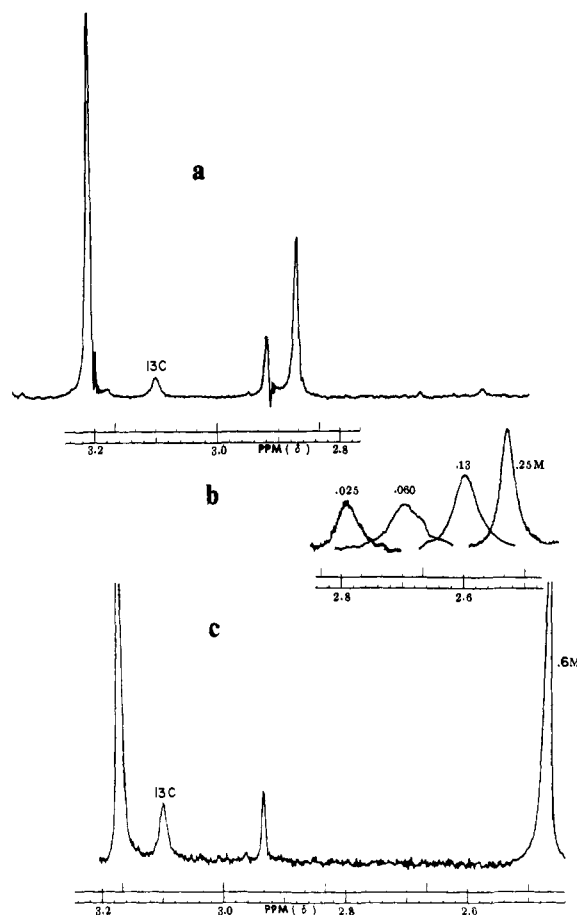 a
13C
3.2 3.0 2.8
PPM(δ)
b
.025 .060 .13 .25M
2.8 2.6
c
.6M
13C
3.2 3.0 2.8 2.0
PPM(δ)